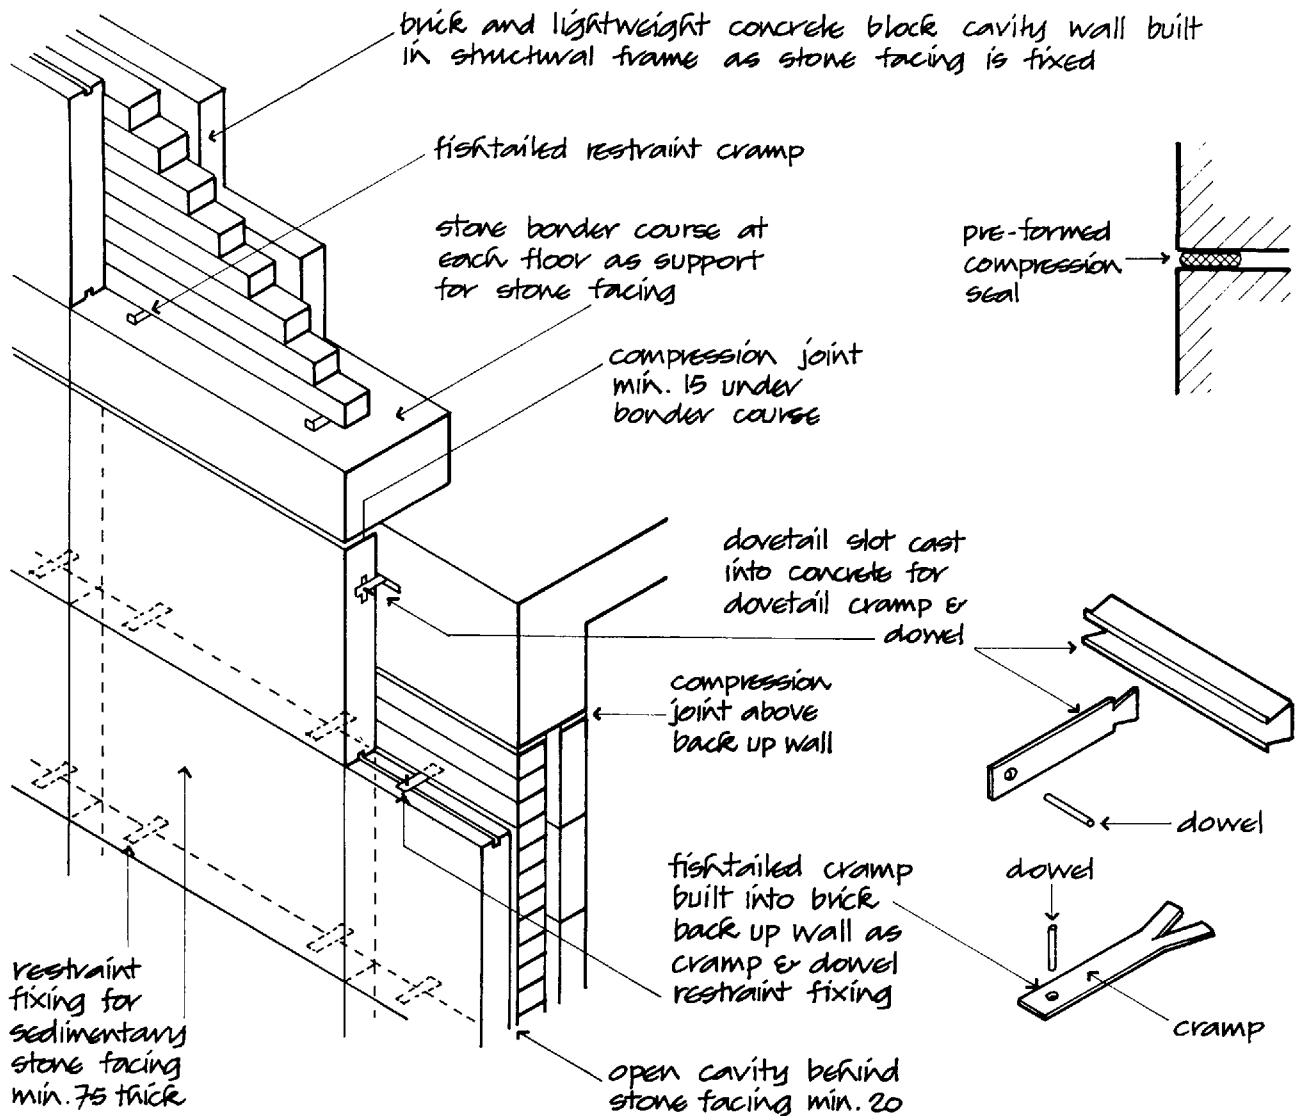 brick and lightweight concrete block cavity wall built
in structural frame as stone facing is fixed
fishtailed restraint cramp
stone bonder course at
each floor as support
for stone facing
pre-formed
compression
seal
compression joint
min. 15 under
bonder course
dovetail slot cast
into concrete for
dovetail cramp &
dowel
compression
joint above
back up wall
dowel
fishtailed cramp
built into brick
back up wall as
cramp & dowel
restraint fixing
dowel
cramp
restraint
fixing for
sedimentary
stone facing
min. 75 thick
open cavity behind
stone facing min. 20